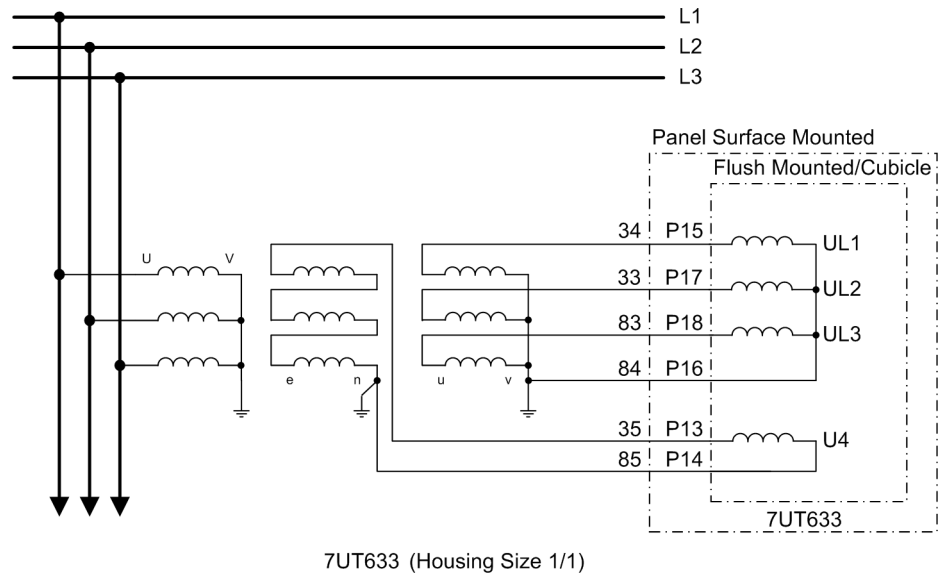 L1
L2
L3
Panel Surface Mounted
Flush Mounted/Cubicle
34 P15 UL1
U V
33 P17 UL2
83 P18 UL3
84 P16
e n u v
35 P13 U4
85 P14
7UT633
7UT633 (Housing Size 1/1)